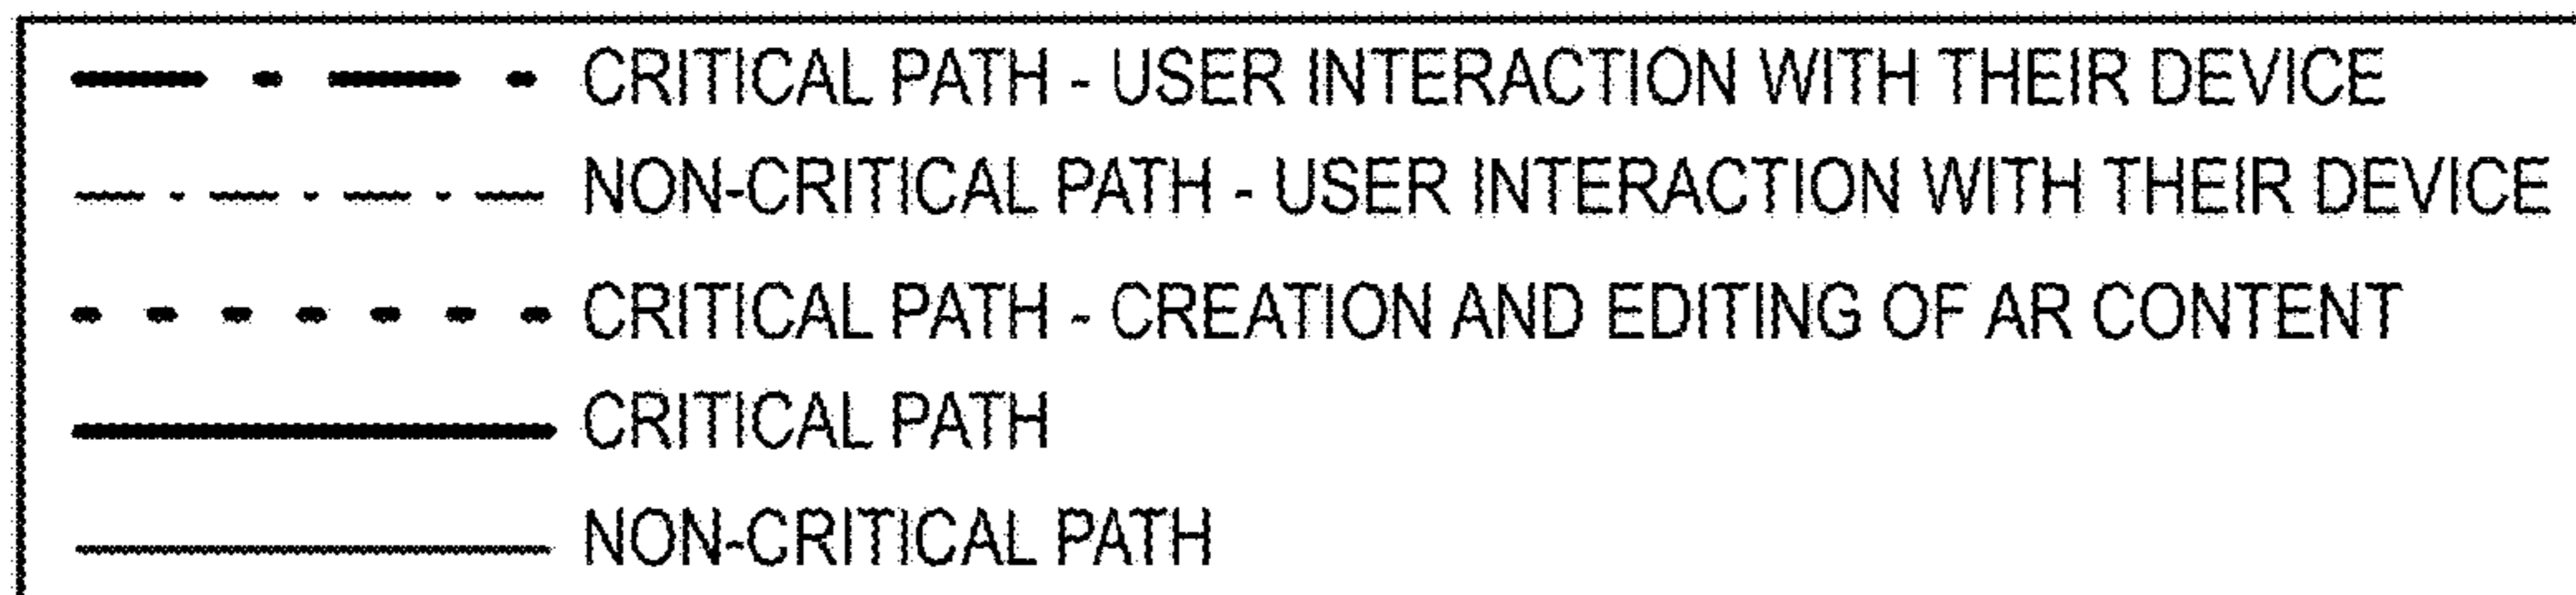 CRITICAL PATH - USER INTERACTION WITH THEIR DEVICE
NON-CRITICAL PATH - USER INTERACTION WITH THEIR DEVICE
CRITICAL PATH - CREATION AND EDITING OF AR CONTENT
CRITICAL PATH
NON-CRITICAL PATH